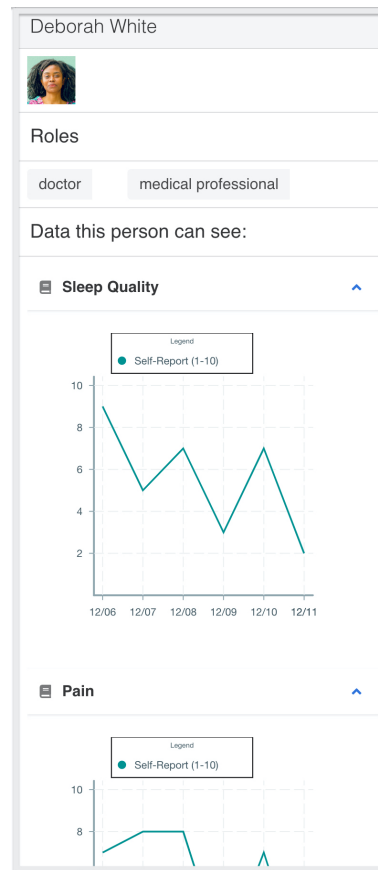 Deborah White
Roles
doctor medical professional
Data this person can see:
Sleep Quality
Legend
Self-Report (1-10)
10
8
6
4
2
12/06 12/07 12/08 12/09 12/10 12/11
Pain
Legend
Self-Report (1-10)
10
8